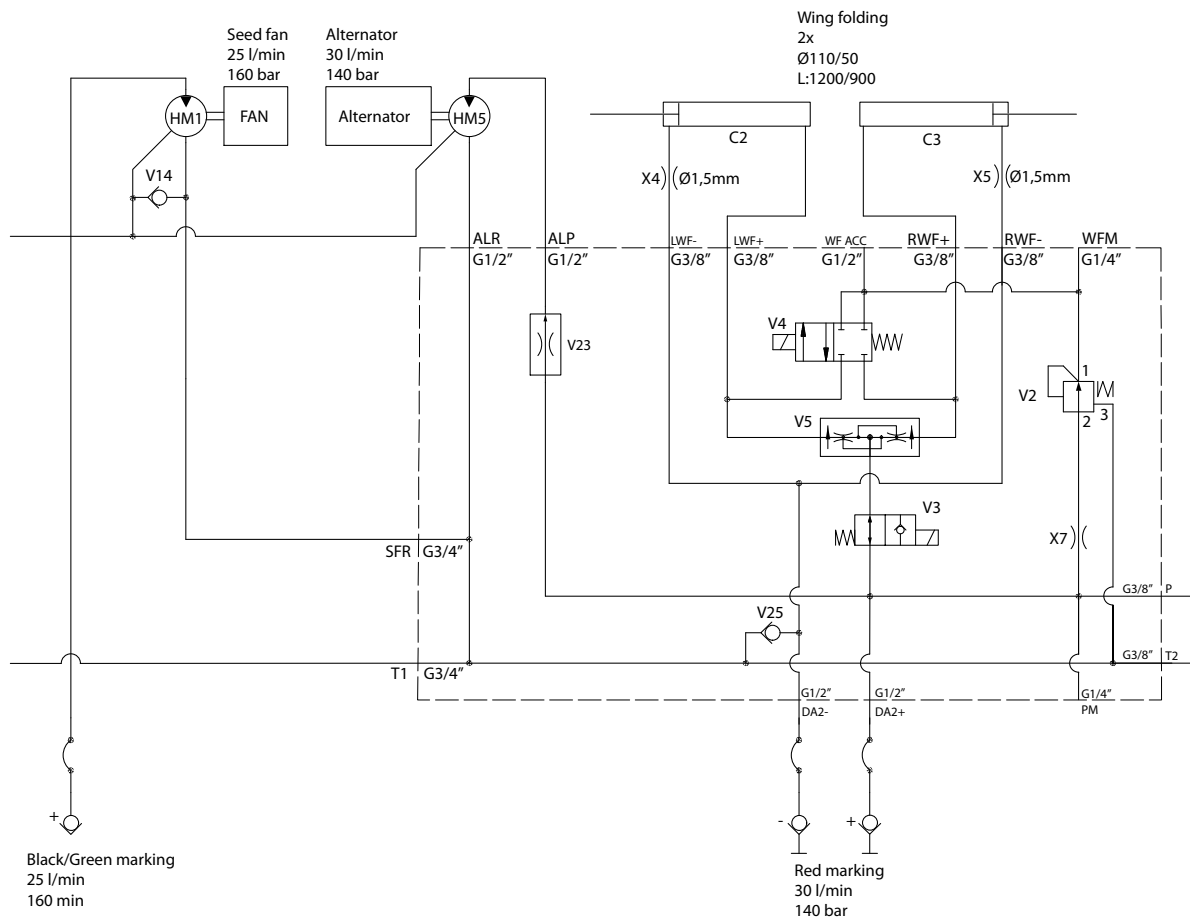 Wing folding
2x
Ø110/50
L:1200/900
Seed fan
25 l/min
160 bar
Alternator
30 l/min
140 bar
HM1
FAN
Alternator
HM5
C2
C3
V14
X4
Ø1,5mm
X5
Ø1,5mm
ALR
G1/2”
ALP
G1/2”
LWF-
G3/8”
LWF+
G3/8”
WF ACC
G1/2”
RWF+
G3/8”
RWF-
G3/8”
WFM
G1/4”
V4
V23
V2
1
2
3
V5
V3
X7
SFR
G3/4”
G3/8”
P
V25
T1
G3/4”
G3/8”
T2
G1/2”
DA2-
G1/2”
DA2+
G1/4”
PM
+
-
+
Black/Green marking
25 l/min
160 min
Red marking
30 l/min
140 bar